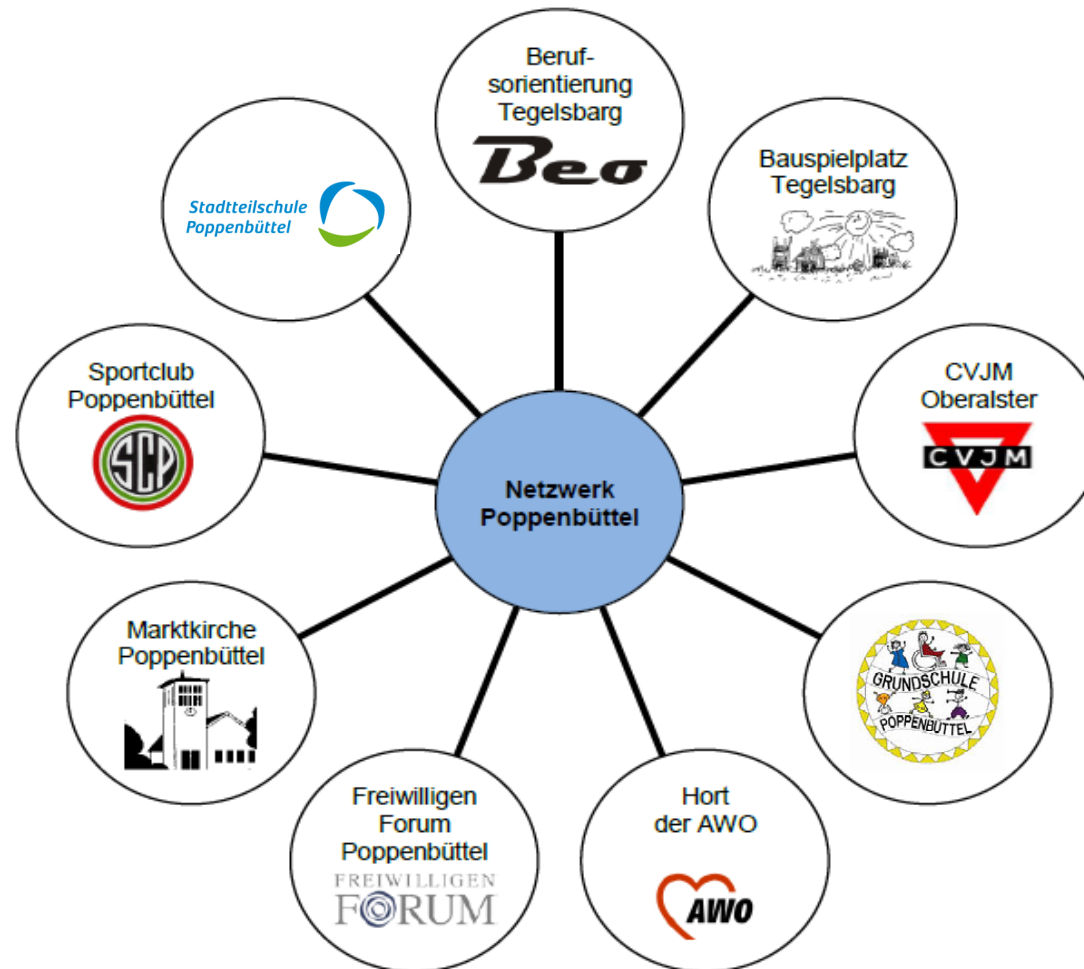 Beruf-
sorientierung
Tegelsbarg
Beo
Bauspielplatz
Tegelsbarg
CVJM
Oberalster
CVJM
GRUNDSCHULE
POPPENBÜTTEL
Hort
der AWO
AWO
Freiwilligen
Forum
Poppenbüttel
FREIWILLIGEN
FORUM
Marktkirche
Poppenbüttel
Sportclub
Poppenbüttel
SCP
Stadtteilschule
Poppenbüttel
Netzwerk
Poppenbüttel